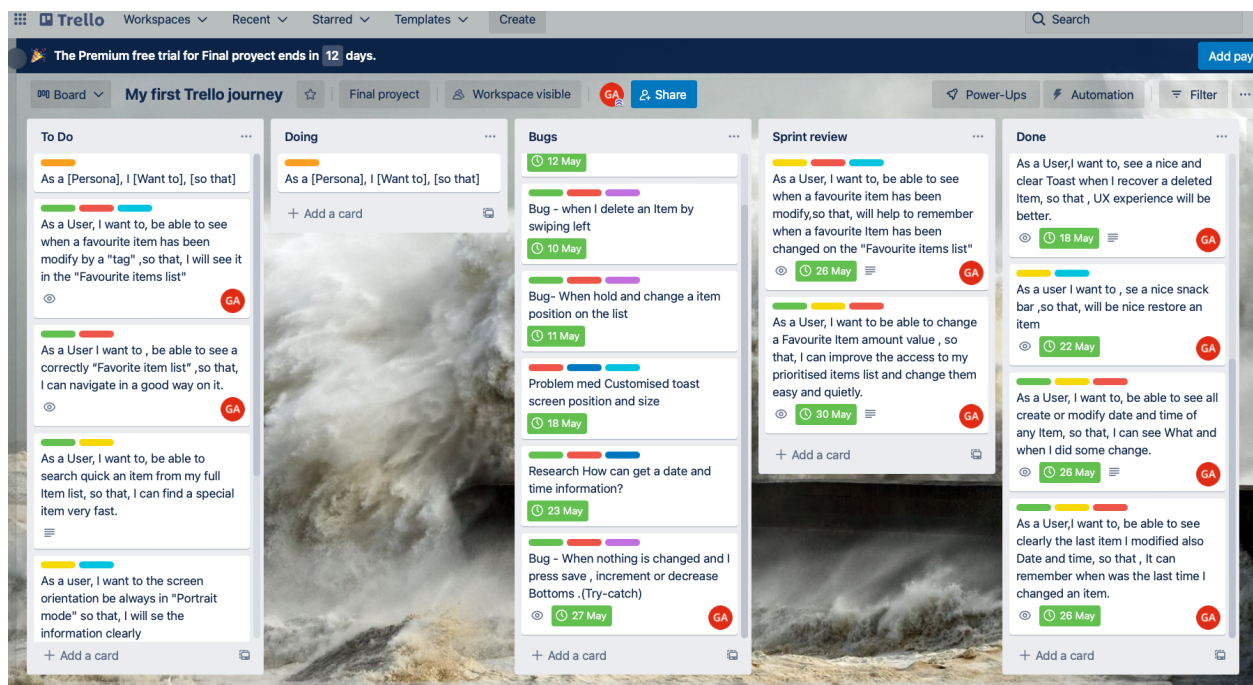 Trello
Workspaces
Recent
Starred
Templates
Create
Search
The Premium free trial for Final proyect ends in 12 days.
Add pay
Board
My first Trello journey
Final proyect
Workspace visible
GA
Share
Power-Ups
Automation
Filter
To Do
As a [Persona], I [Want to], [so that]
As a User, I want to, be able to see
when a favourite item has been
modify by a "tag" ,so that, I will see it
in the "Favourite items list"
GA
As a User I want to , be able to see a
correctly “Favorite item list” ,so that,
I can navigate in a good way on it.
GA
As a User, I want to, be able to
search quick an item from my full
Item list, so that, I can find a special
item very fast.
As a user, I want to the screen
orientation be always in "Portrait
mode" so that, I will se the
information clearly
+ Add a card
Doing
As a [Persona], I [Want to], [so that]
+ Add a card
Bugs
12 May
Bug - when I delete an Item by
swiping left
10 May
Bug- When hold and change a item
position on the list
11 May
Problem med Customised toast
screen position and size
18 May
Research How can get a date and
time information?
23 May
Bug - When nothing is changed and I
press save , increment or decrease
Bottoms .(Try-catch)
27 May
GA
+ Add a card
Sprint review
As a User, I want to, be able to see
when a favourite item has been
modify,so that, will help to remember
when a favourite Item has been
changed on the "Favourite items list"
26 May
GA
As a User, I want to be able to change
a Favourite Item amount value , so
that, I can improve the access to my
prioritised items list and change them
easy and quietly.
30 May
GA
+ Add a card
Done
As a User,I want to, see a nice and
clear Toast when I recover a deleted
Item, so that , UX experience will be
better.
18 May
GA
As a user I want to , se a nice snack
bar ,so that, will be nice restore an
item
22 May
GA
As a User, I want to, be able to see all
create or modify date and time of
any Item, so that, I can see What and
when I did some change.
26 May
GA
As a User,I want to, be able to see
clearly the last item I modified also
Date and time, so that , It can
remember when was the last time I
changed an item.
26 May
GA
+ Add a card